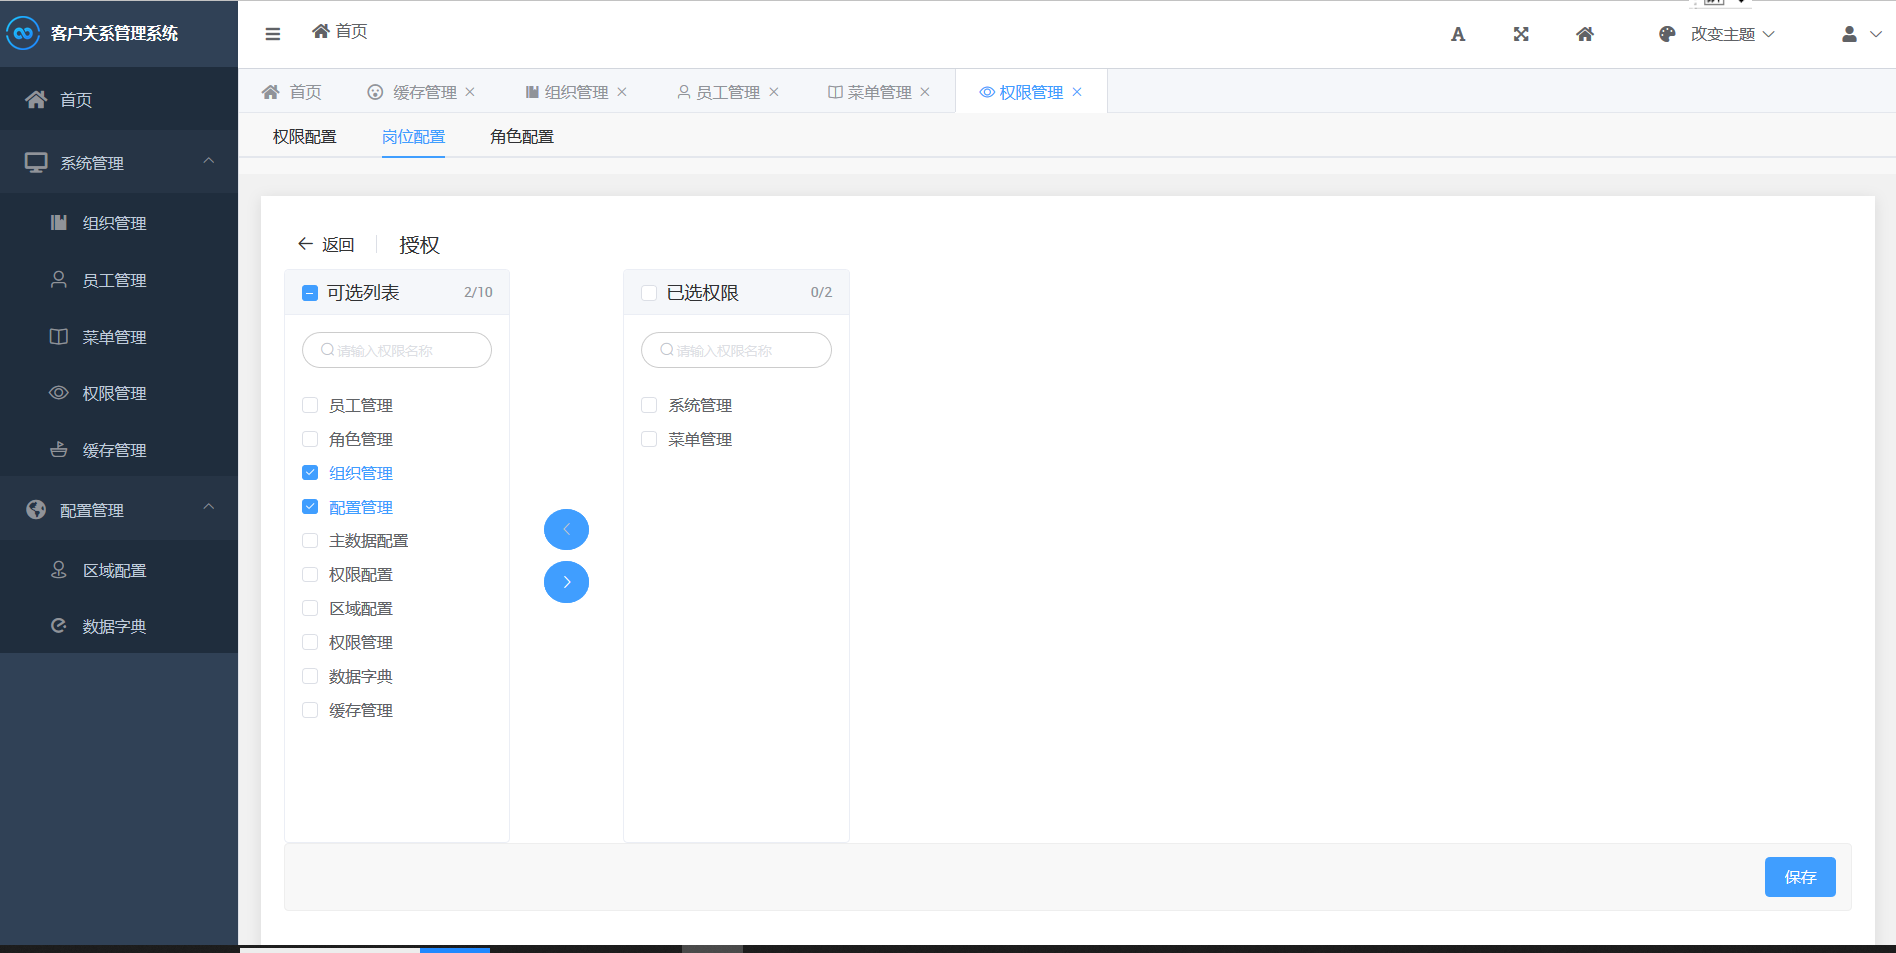 客户关系管理系统
首页
系统管理
组织管理
员工管理
菜单管理
权限管理
缓存管理
配置管理
区域配置
数据字典
首页
A 改变主题
首页 缓存管理 组织管理 员工管理 菜单管理 权限管理
权限配置 岗位配置 角色配置
返回 授权
可选列表 2/10
请输入权限名称
员工管理
角色管理
组织管理
配置管理
主数据配置
权限配置
区域配置
权限管理
数据字典
缓存管理
已选权限 0/2
请输入权限名称
系统管理
菜单管理
保存